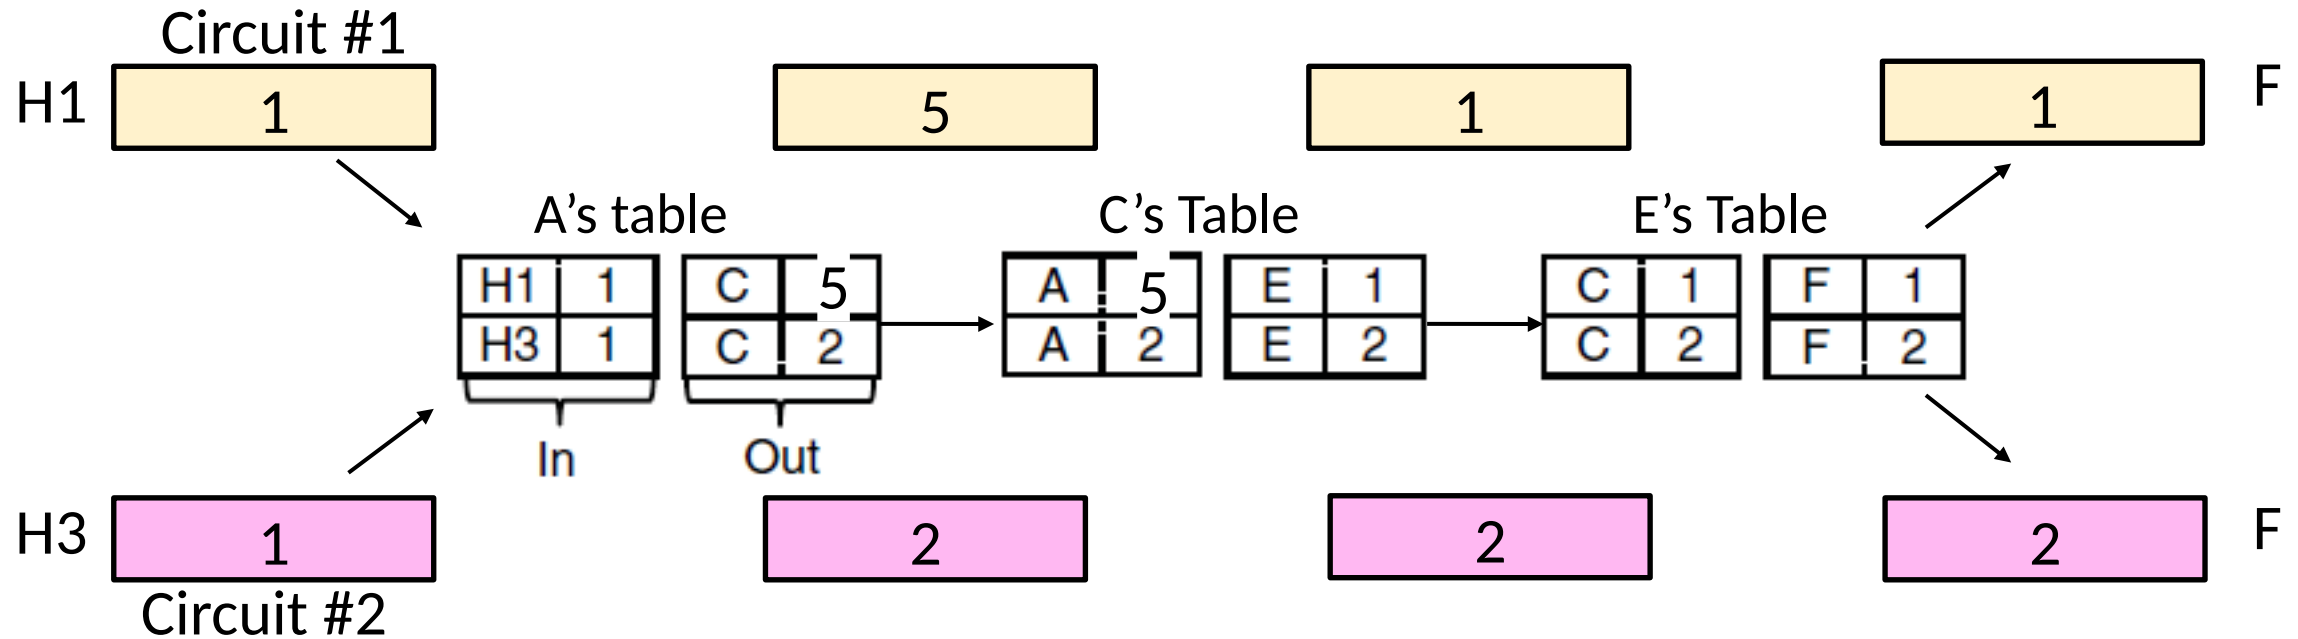 Circuit #1
H1 1 5 1 1 F
A’s table C’s Table E’s Table
H1 1 C 5 A 5 E 1 C 1 F 1
H3 1 C 2 A 2 E 2 C 2 F 2
In Out
H3 1 2 2 2 F
Circuit #2